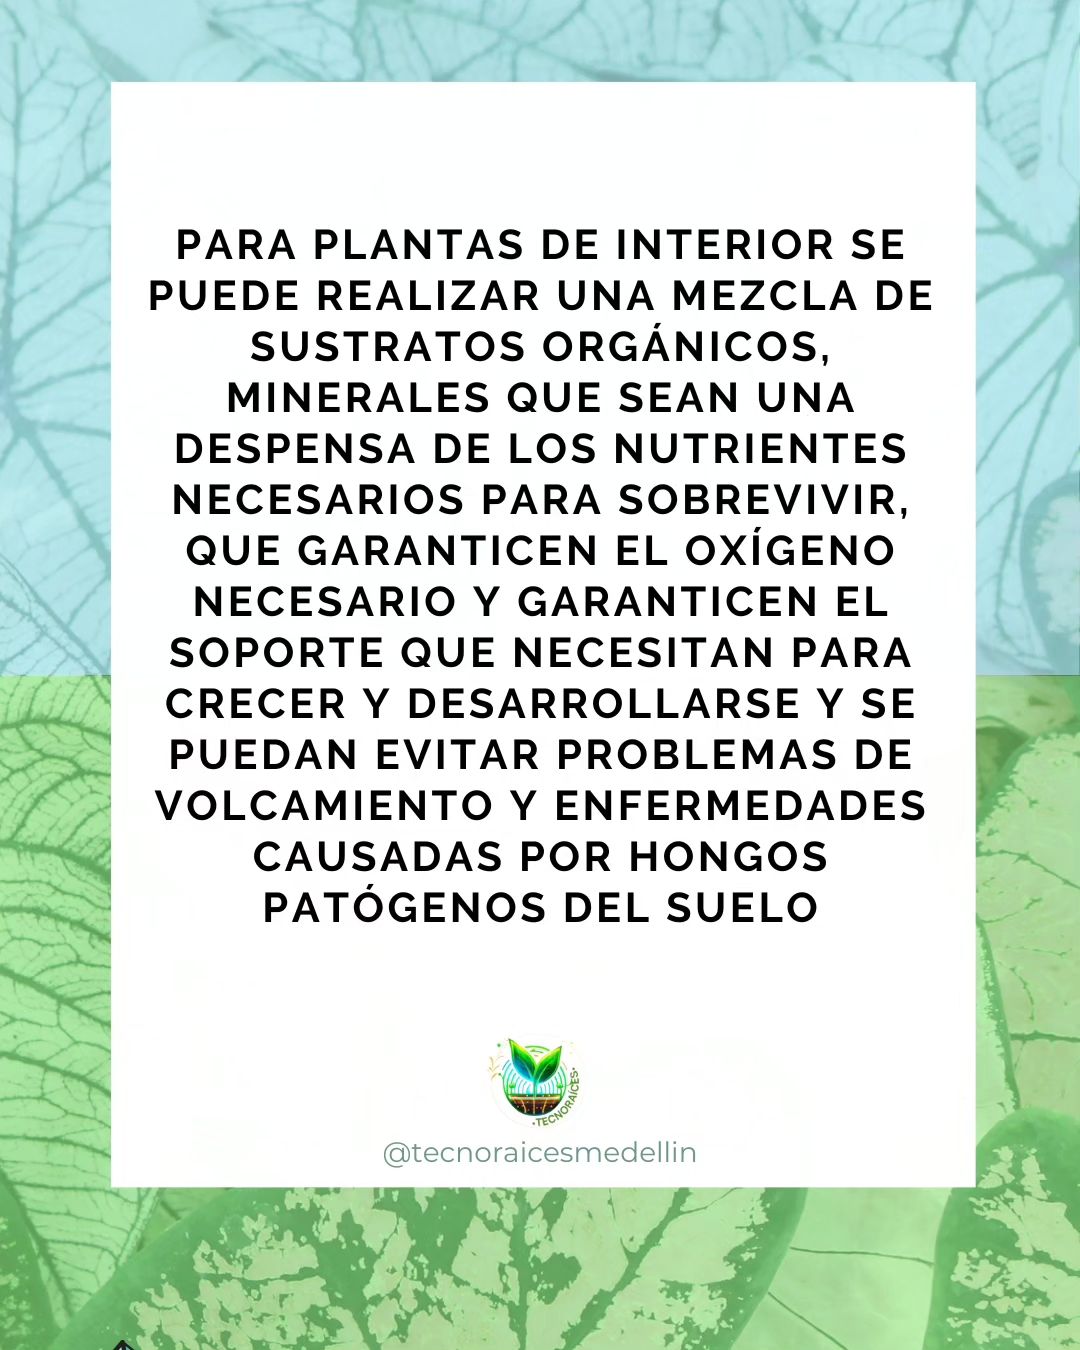 PARA PLANTAS DE INTERIOR SE
PUEDE REALIZAR UNA MEZCLA DE
SUSTRATOS ORGÁNICOS,
MINERALES QUE SEAN UNA
DESPENSA DE LOS NUTRIENTES
NECESARIOS PARA SOBREVIVIR,
QUE GARANTICEN EL OXÍGENO
NECESARIO Y GARANTICEN EL
SOPORTE QUE NECESITAN PARA
CRECER Y DESARROLLARSE Y SE
PUEDAN EVITAR PROBLEMAS DE
VOLCAMIENTO Y ENFERMEDADES
CAUSADAS POR HONGOS
PATÓGENOS DEL SUELO
•TECNORAÍCES•
@tecnoraicesmedellin